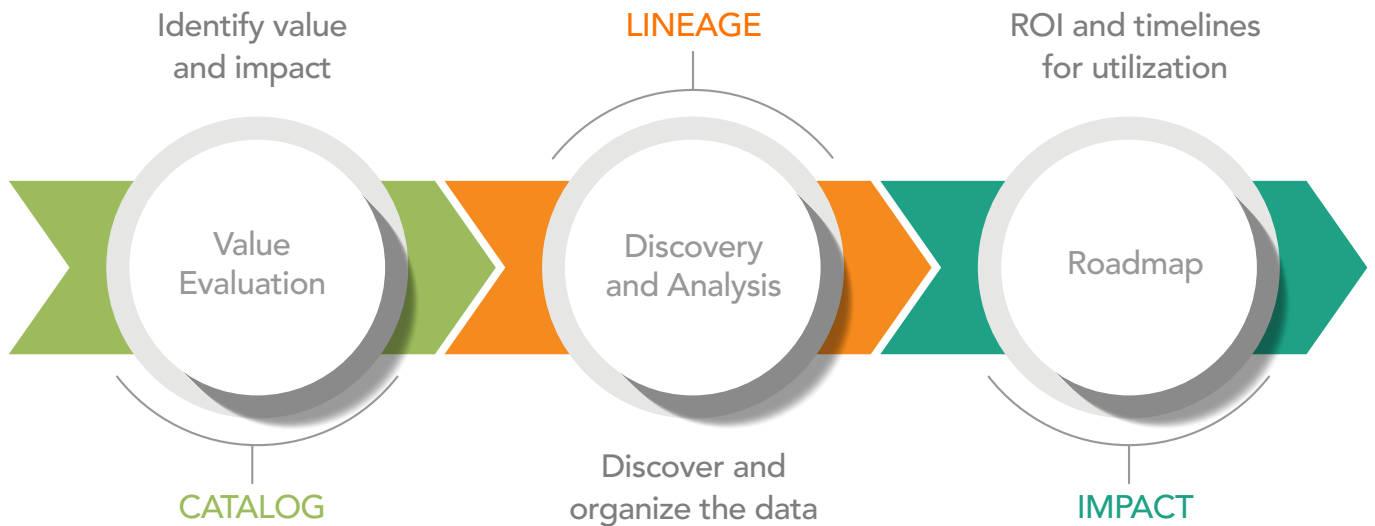 Identify value
and impact
LINEAGE
ROI and timelines
for utilization
Value
Evaluation
Discovery
and Analysis
Roadmap
CATALOG
Discover and
organize the data
IMPACT